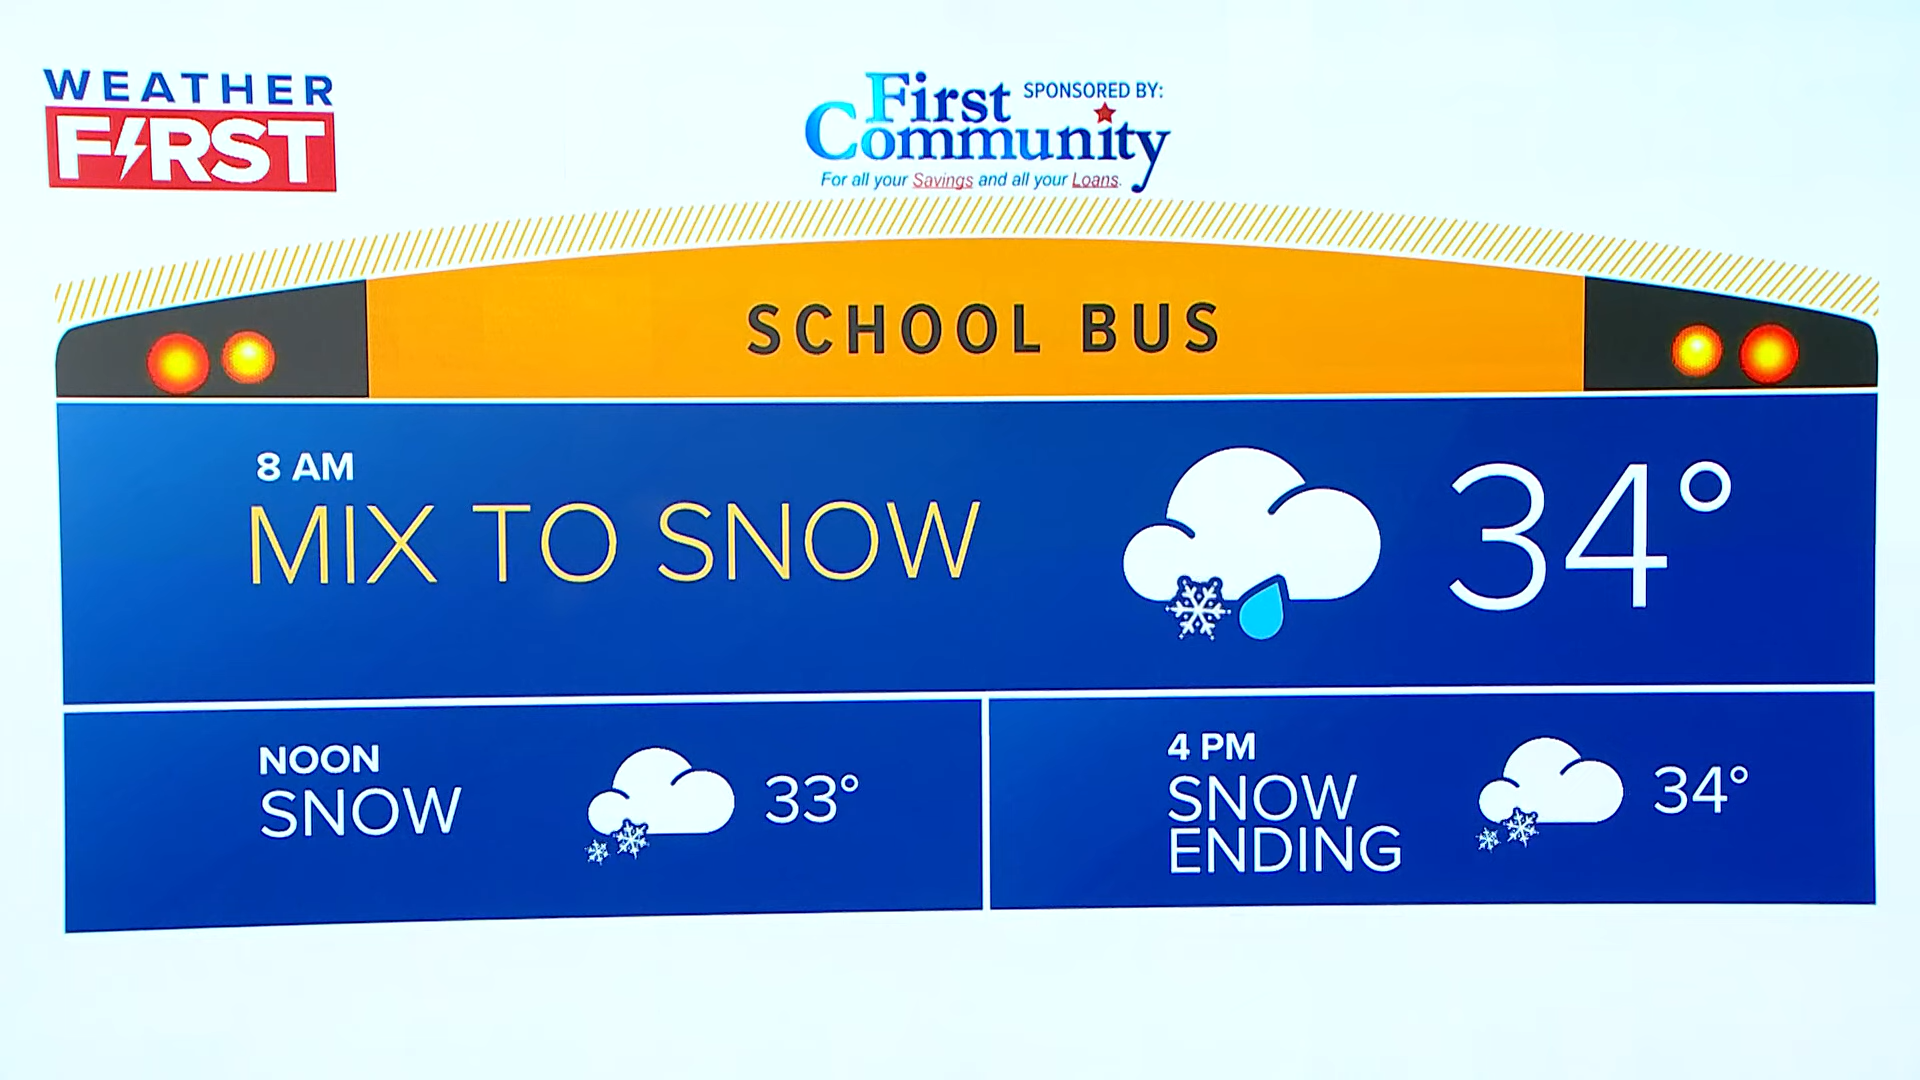 WEATHER
FIRST
SPONSORED BY:
First
Community
For all your Savings and all your Loans.
SCHOOL BUS
8 AM
MIX TO SNOW
34°
NOON
SNOW
33°
4 PM
SNOW
ENDING
34°